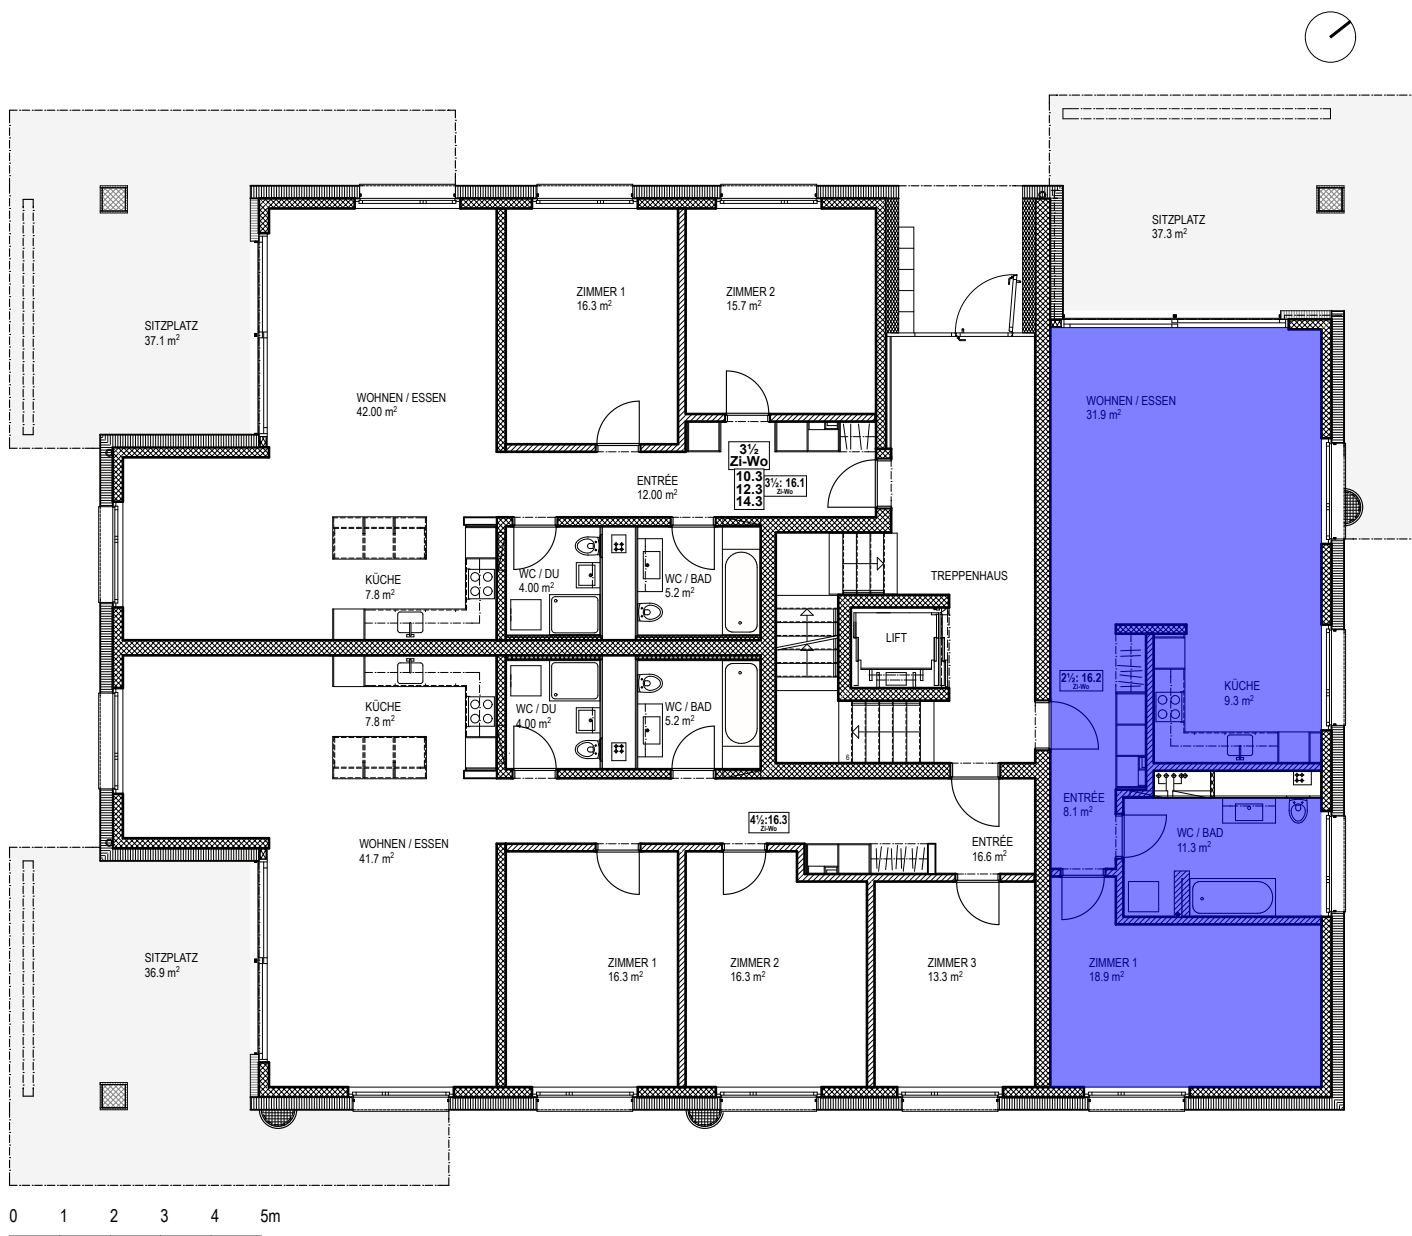 SITZPLATZ
37.3 m²
ZIMMER 1
16.3 m²
ZIMMER 2
15.7 m²
SITZPLATZ
37.1 m²
WOHNEN / ESSEN
42.00 m²
WOHNEN / ESSEN
31.9 m²
3½
Zi-Wo
10.3
12.3
14.3
3½: 16.1
Zi-Wo
ENTRÉE
12.00 m²
KÜCHE
7.8 m²
WC / DU
4.00 m²
WC / BAD
5.2 m²
TREPPENHAUS
LIFT
2½: 16.2
Zi-Wo
KÜCHE
9.3 m²
KÜCHE
7.8 m²
WC / DU
4.00 m²
WC / BAD
5.2 m²
6
ENTRÉE
8.1 m²
4½:16.3
Zi-Wo
WC / BAD
11.3 m²
WOHNEN / ESSEN
41.7 m²
ENTRÉE
16.6 m²
SITZPLATZ
36.9 m²
ZIMMER 1
16.3 m²
ZIMMER 2
16.3 m²
ZIMMER 3
13.3 m²
ZIMMER 1
18.9 m²
0 1 2 3 4 5m